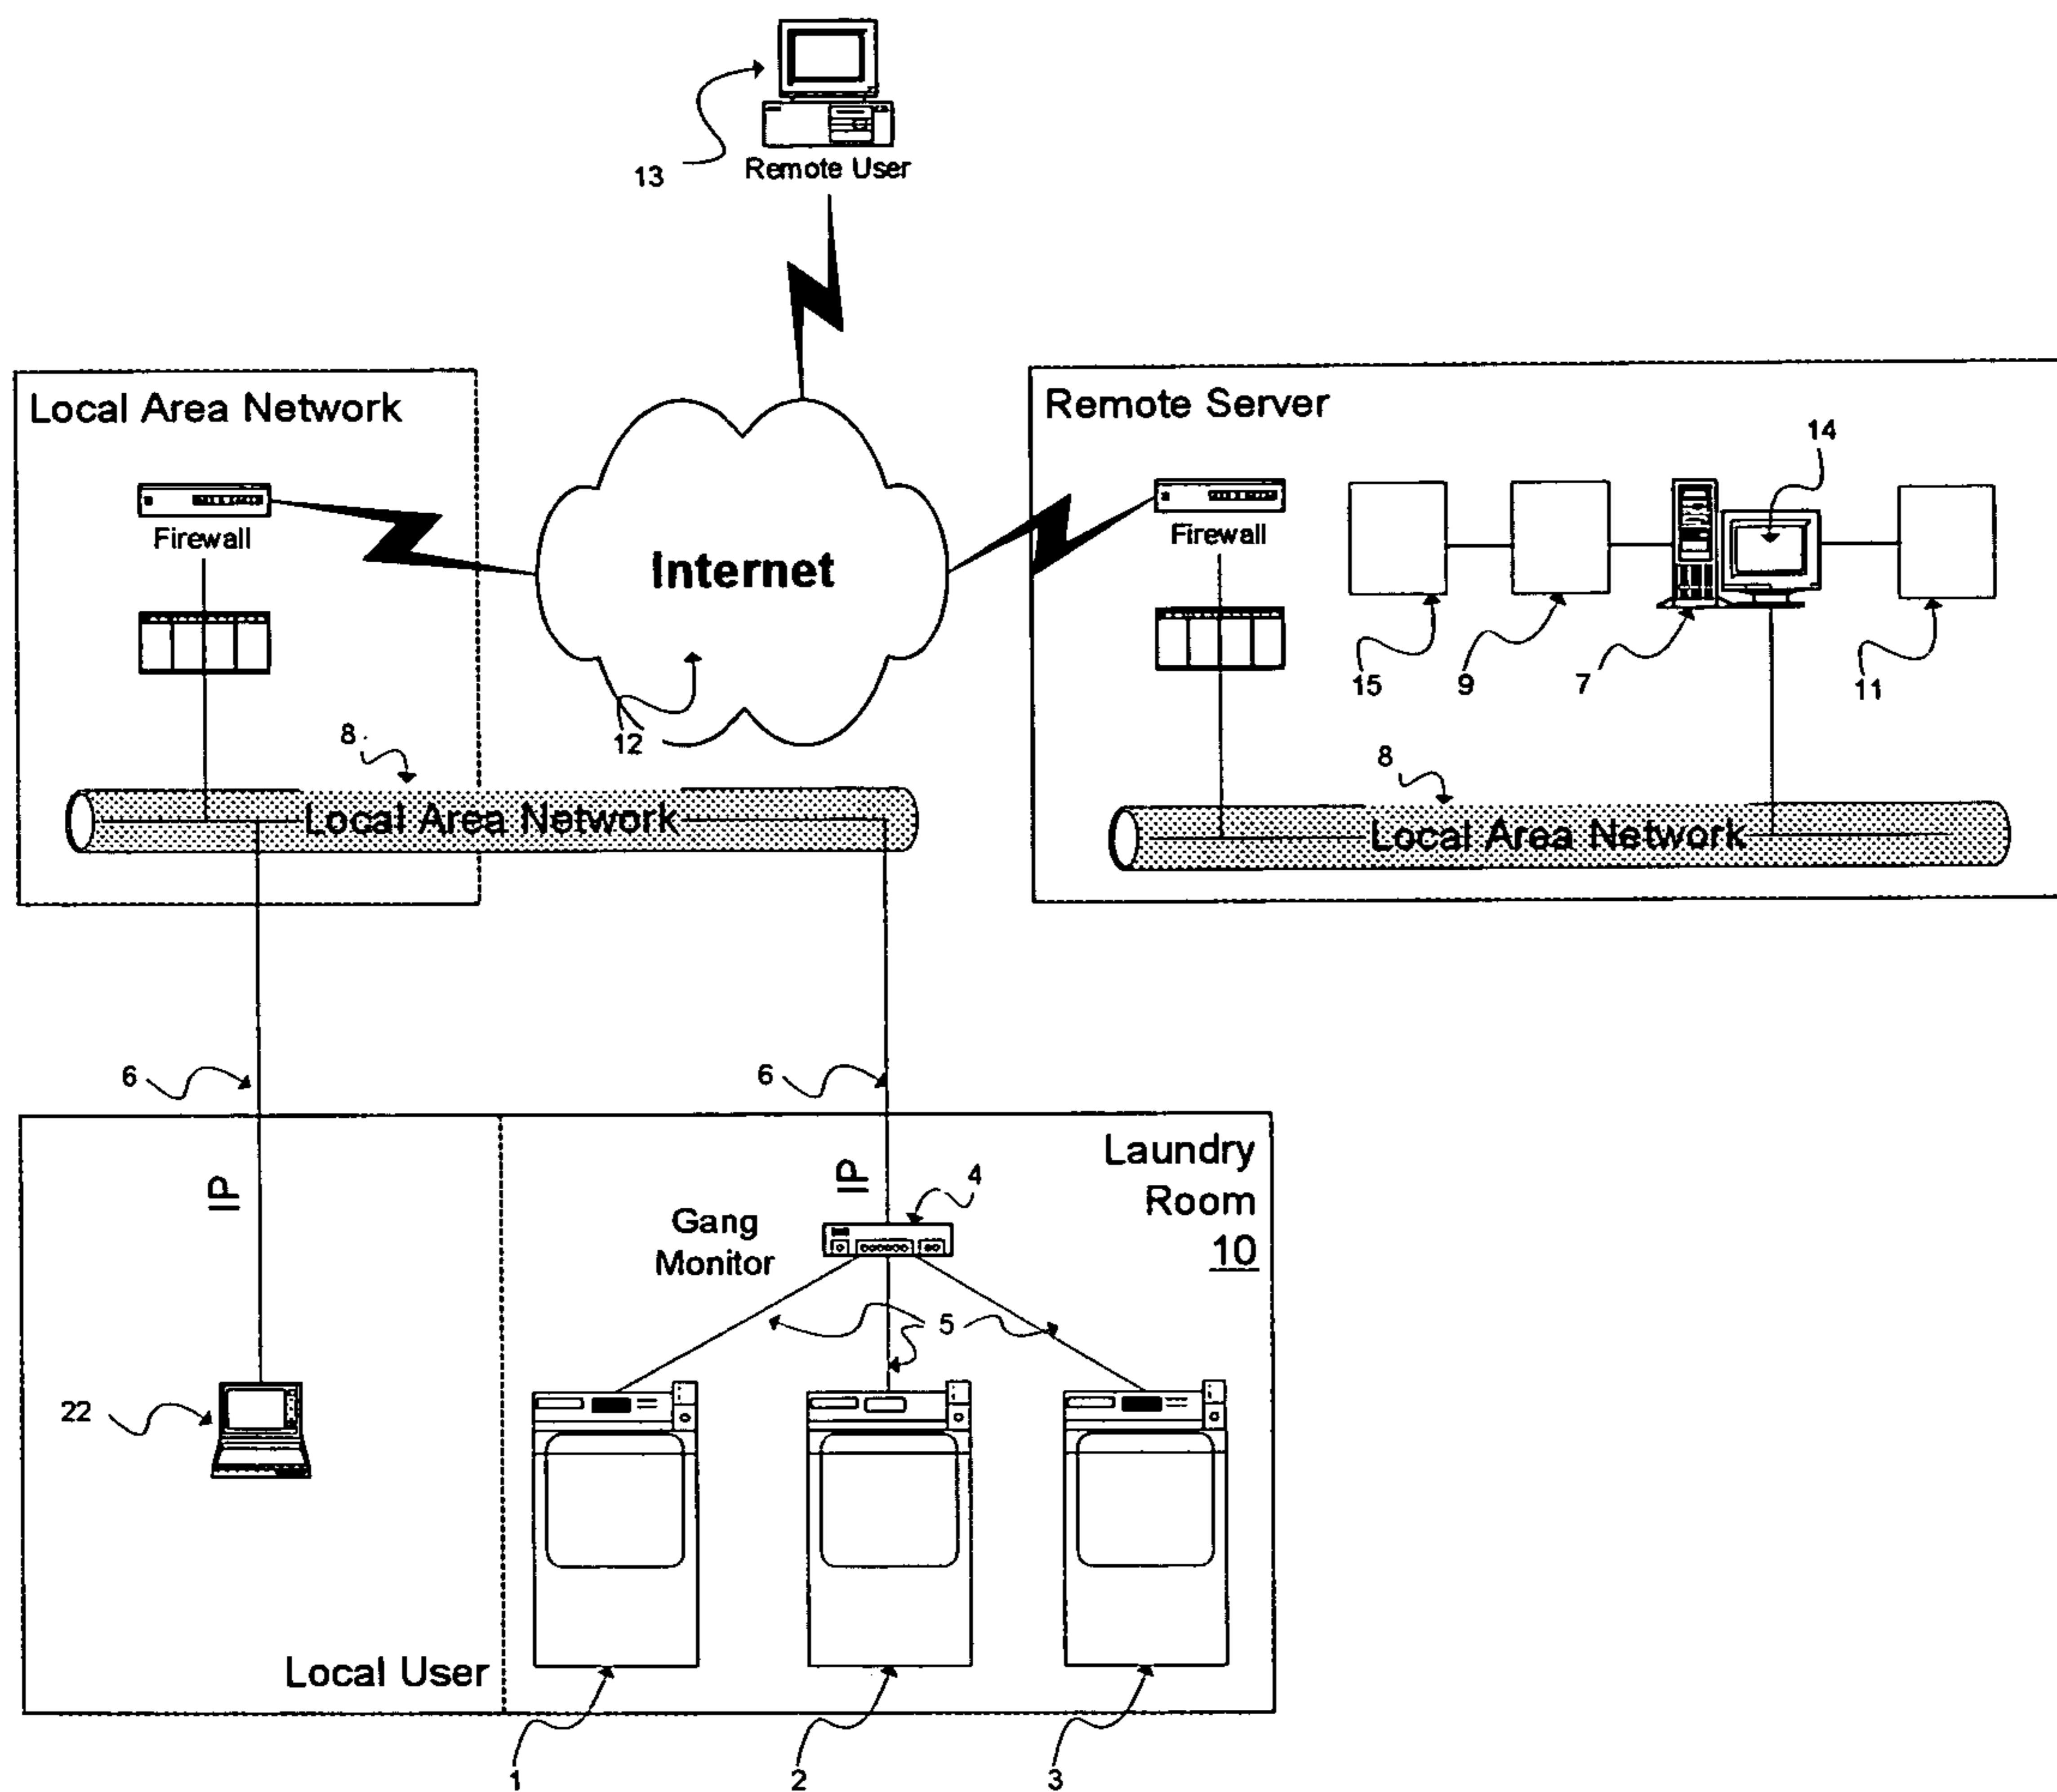 13
Remote User
Local Area Network
Firewall
Internet
12
8
Local Area Network
Remote Server
14
Firewall
15
9
7
11
8
Local Area Network
6
6
IP
IP
Gang
Monitor
4
Laundry
Room
10
5
22
Local User
1
2
3